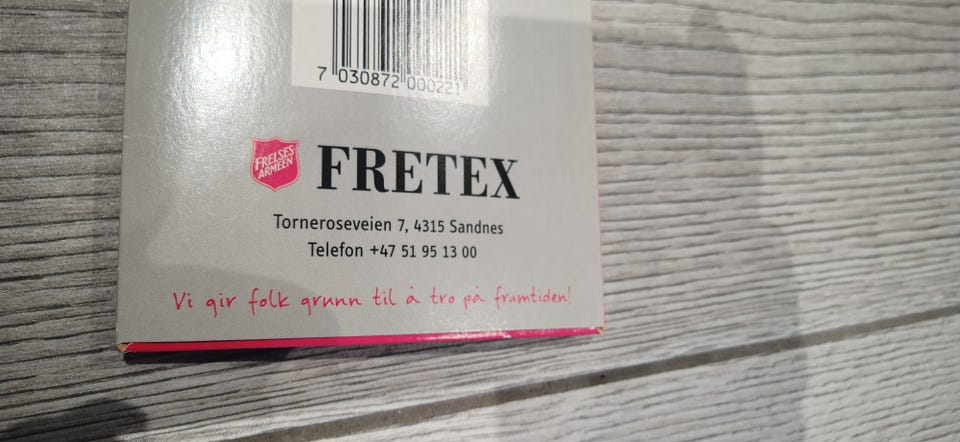 7 030872 000221
FRELSES
ARMEEN
FRETEX
Torneroseveien 7, 4315 Sandnes
Telefon +47 51 95 13 00
Vi gir folk grunn til å tro på framtiden!